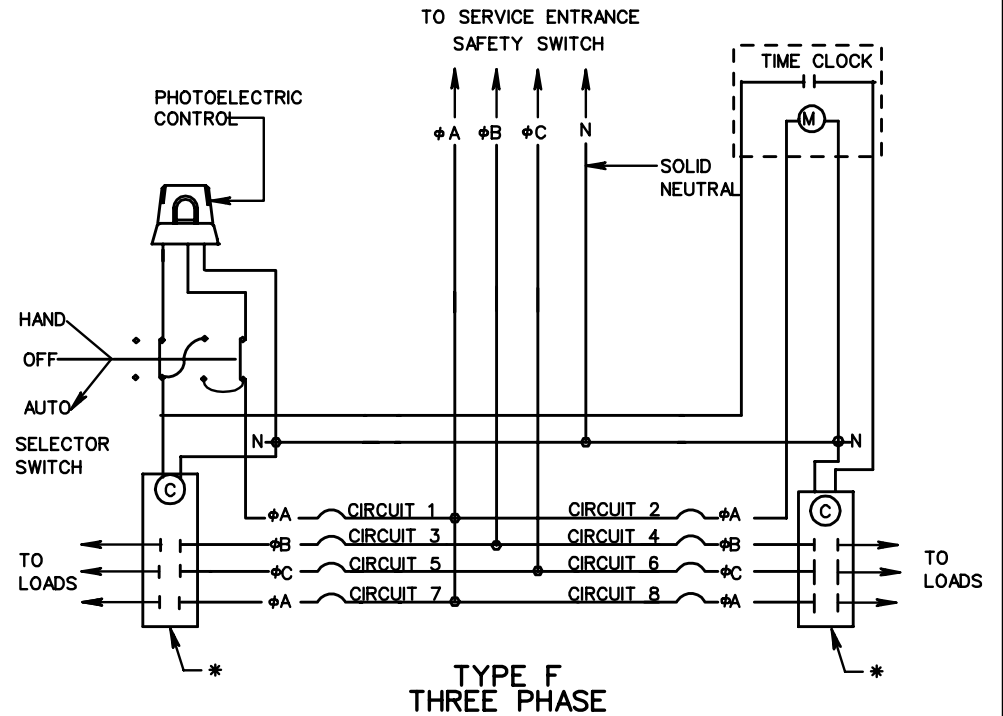 TO SERVICE ENTRANCE
SAFETY SWITCH
TIME CLOCK
PHOTOELECTRIC
CONTROL
M
ϕA
ϕB
ϕC
N
SOLID
NEUTRAL
HAND
OFF
AUTO
SELECTOR
SWITCH
N
N
C
C
ϕA CIRCUIT 1 CIRCUIT 2 ϕA
ϕB CIRCUIT 3 CIRCUIT 4 ϕB
ϕC CIRCUIT 5 CIRCUIT 6 ϕC
ϕA CIRCUIT 7 CIRCUIT 8 ϕA
TO
LOADS
TO
LOADS
*
*
TYPE F
THREE PHASE